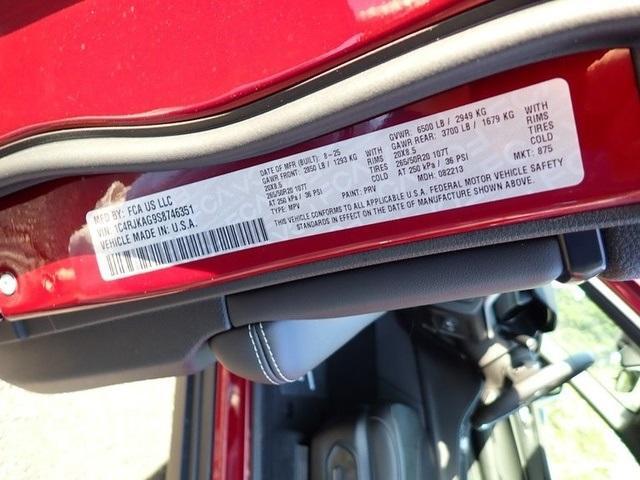 MFD BY: FCA US LLC
VIN: 1C4RJKAG9S8746351
VEHICLE MADE IN: U.S.A.
DATE OF MFR (BUILT): 8-25
GAWR FRONT: 2850 LB / 1293 KG WITH
20X8.5 RIMS
265/50R20 107T TIRES
AT 250 kPa / 36 PSI COLD
TYPE: MPV
PAINT: PRV
MDH: 082213
GVWR: 6500 LB / 2949 KG
GAWR REAR: 3700 LB / 1679 KG WITH
20X8.5 RIMS
265/50R20 107T TIRES
AT 250 kPa / 36 PSI COLD
MKT: 875
THIS VEHICLE CONFORMS TO ALL APPLICABLE U.S.A. FEDERAL MOTOR VEHICLE SAFETY STANDARDS IN EFFECT ON THE DATE OF MANUFACTURE SHOWN ABOVE.